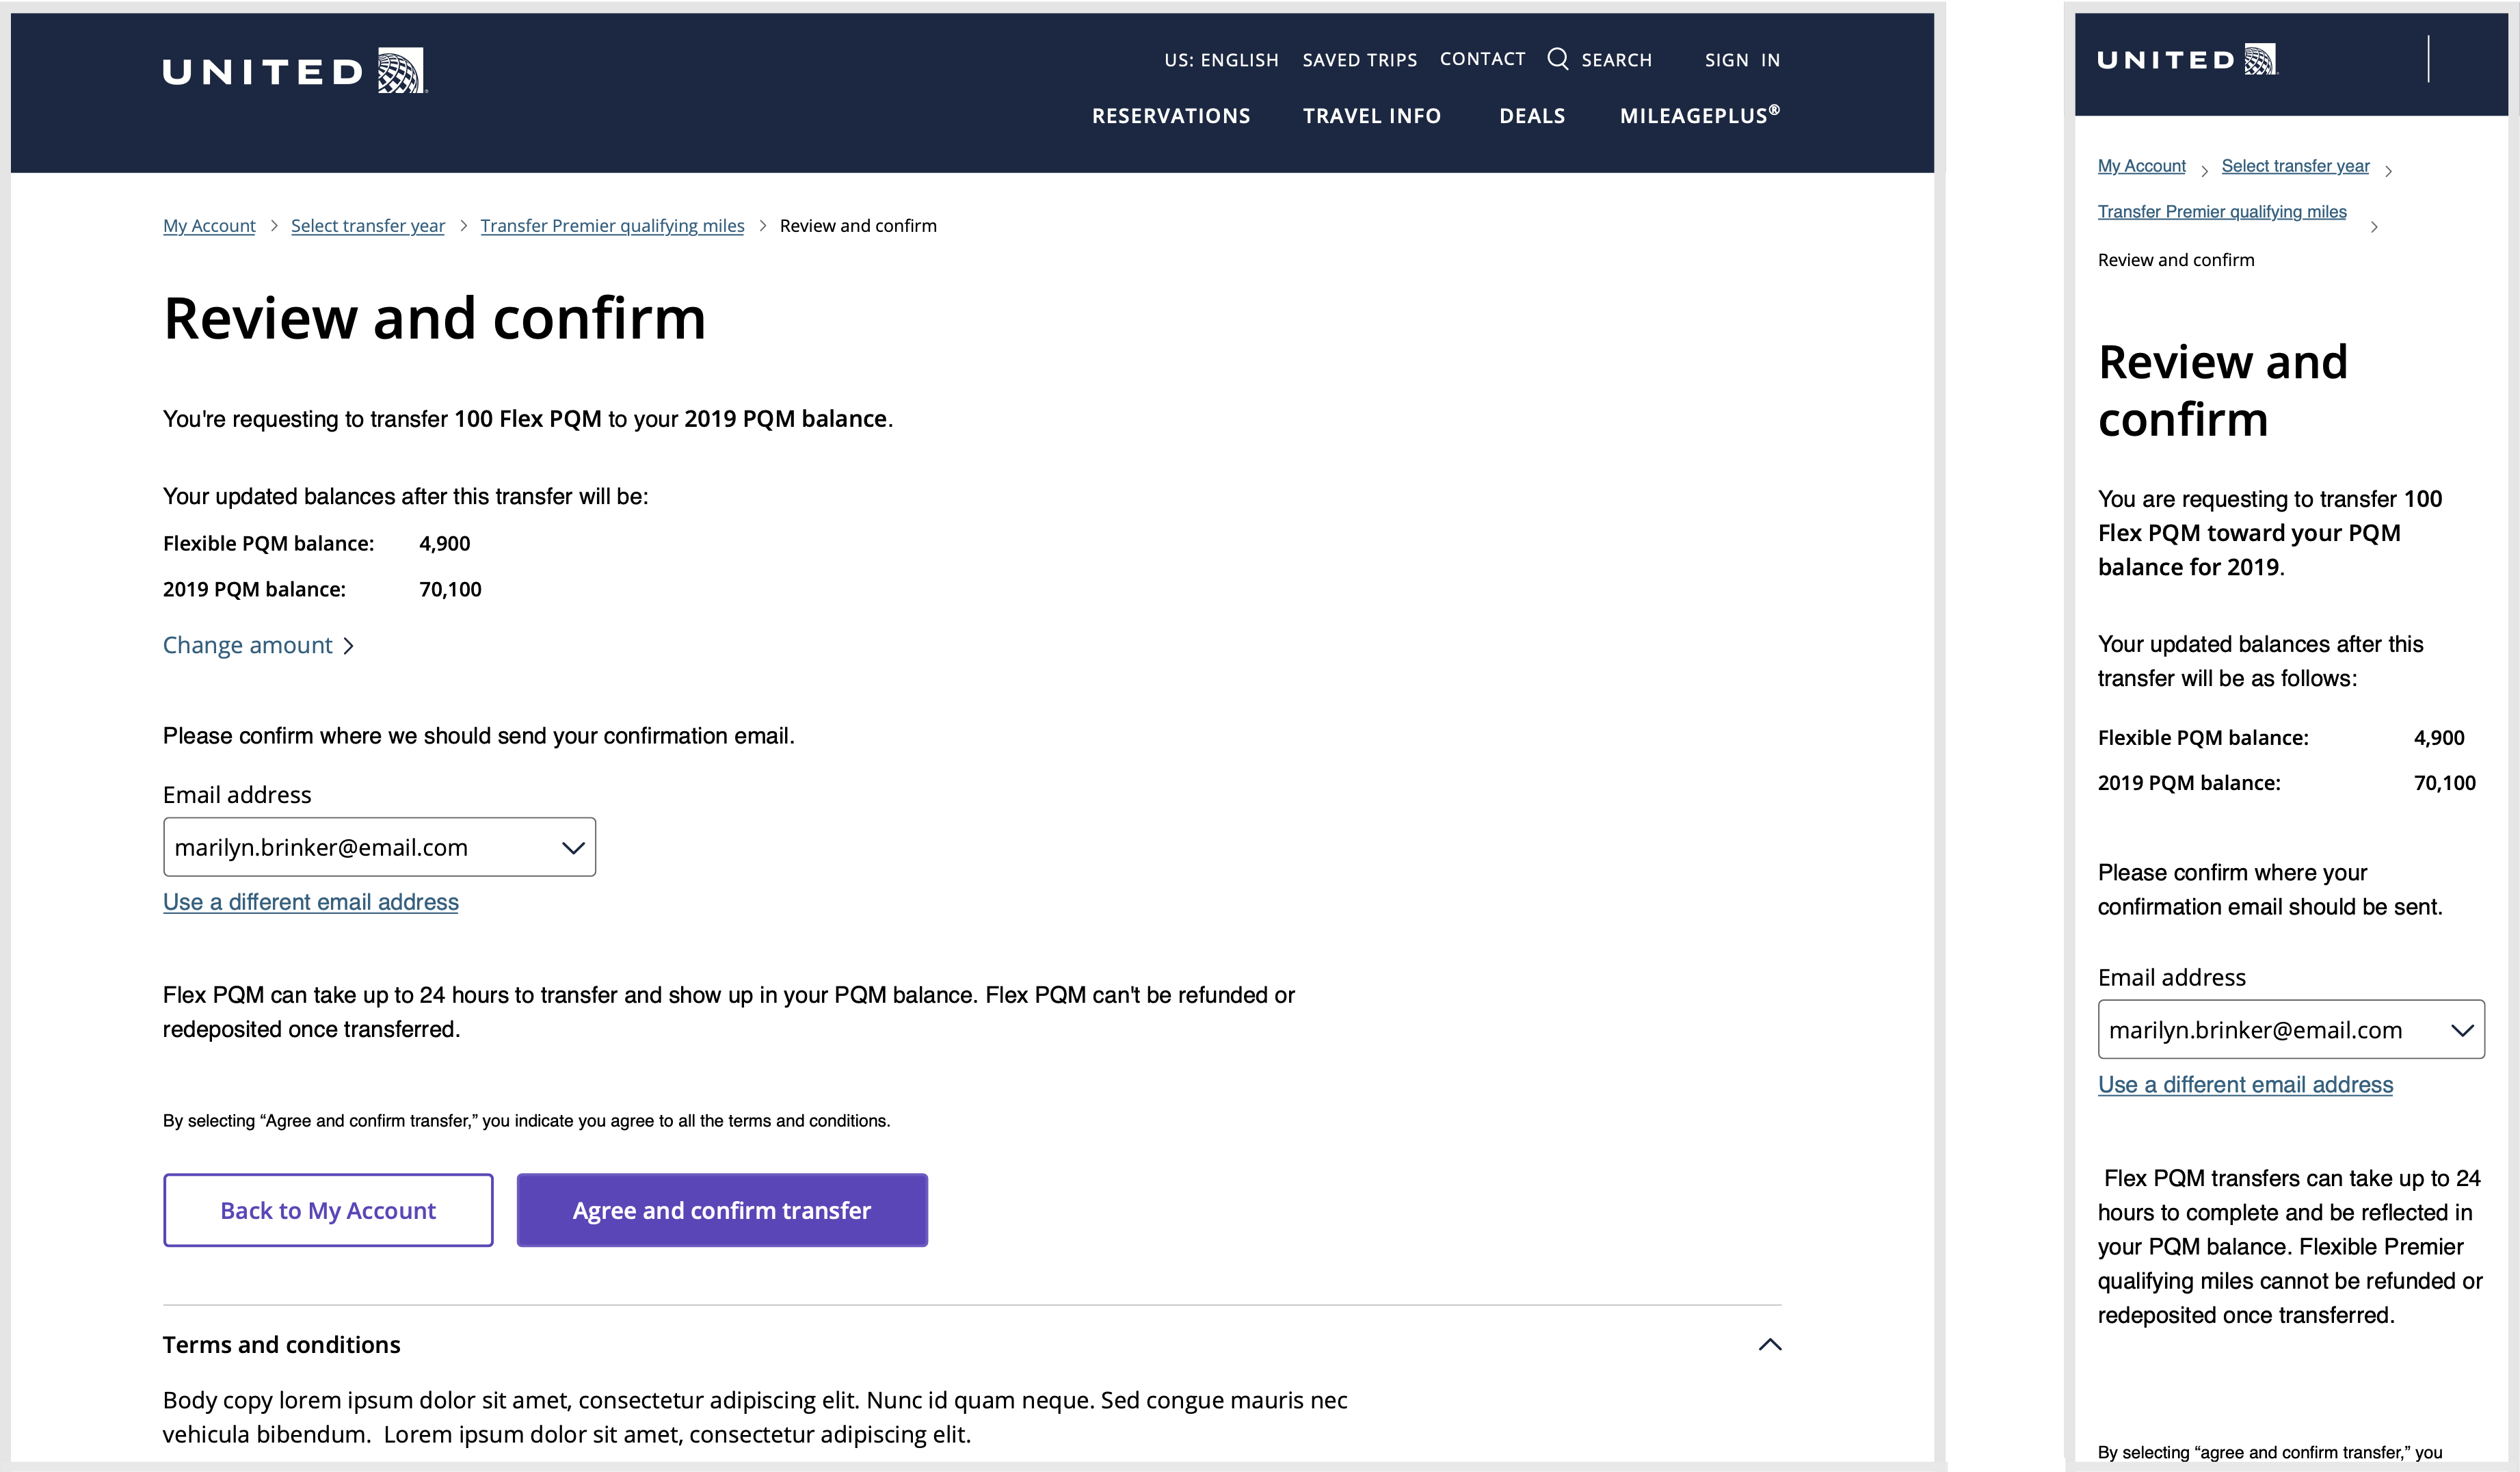 UNITED
US: ENGLISH SAVED TRIPS CONTACT SEARCH SIGN IN
RESERVATIONS TRAVEL INFO DEALS MILEAGEPLUS®
My Account > Select transfer year > Transfer Premier qualifying miles > Review and confirm
Review and confirm
You're requesting to transfer 100 Flex PQM to your 2019 PQM balance.
Your updated balances after this transfer will be:
Flexible PQM balance: 4,900
2019 PQM balance: 70,100
Change amount >
Please confirm where we should send your confirmation email.
Email address
marilyn.brinker@email.com
Use a different email address
Flex PQM can take up to 24 hours to transfer and show up in your PQM balance. Flex PQM can't be refunded or
redeposited once transferred.
By selecting “Agree and confirm transfer,” you indicate you agree to all the terms and conditions.
Back to My Account Agree and confirm transfer
Terms and conditions
Body copy lorem ipsum dolor sit amet, consectetur adipiscing elit. Nunc id quam neque. Sed congue mauris nec
vehicula bibendum. Lorem ipsum dolor sit amet, consectetur adipiscing elit.
UNITED
My Account > Select transfer year >
Transfer Premier qualifying miles >
Review and confirm
Review and
confirm
You are requesting to transfer 100
Flex PQM toward your PQM
balance for 2019.
Your updated balances after this
transfer will be as follows:
Flexible PQM balance: 4,900
2019 PQM balance: 70,100
Please confirm where your
confirmation email should be sent.
Email address
marilyn.brinker@email.com
Use a different email address
Flex PQM transfers can take up to 24
hours to complete and be reflected in
your PQM balance. Flexible Premier
qualifying miles cannot be refunded or
redeposited once transferred.
By selecting “agree and confirm transfer,” you